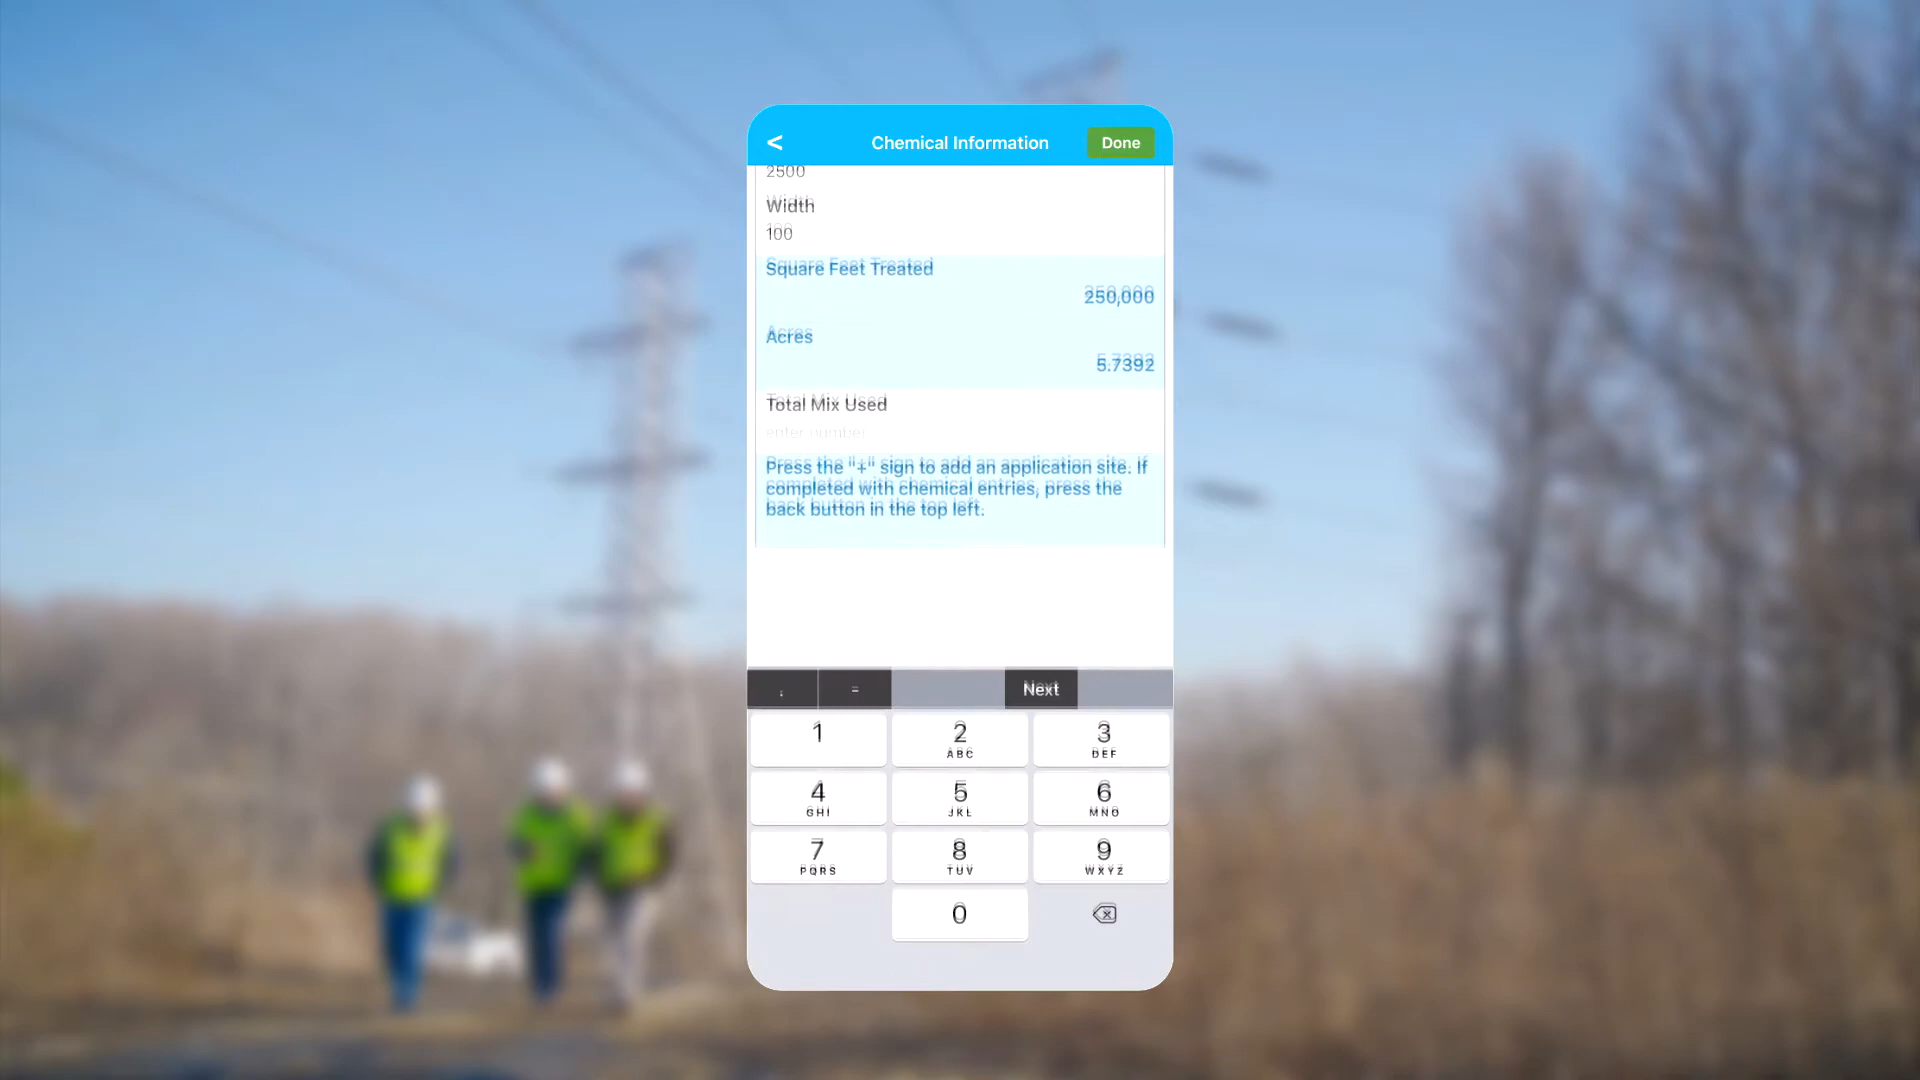 <
Chemical Information
Done
2500
Width
100
Square Feet Treated
250,000
Acres
5.7392
Total Mix Used
enter number
Press the "+" sign to add an application site. If
completed with chemical entries, press the
back button in the top left.
=
Next
1
2
ABC
3
DEF
4
GHI
5
JKL
6
MNO
7
PQRS
8
TUV
9
WXYZ
0